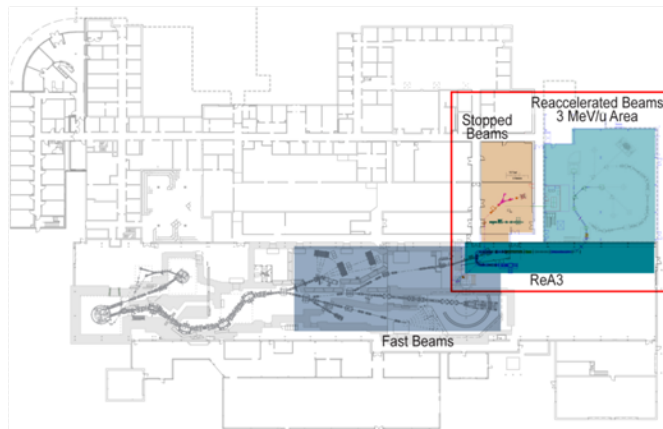 Reaccelerated Beams
3 MeV/u Area
Stopped
Beams
ReA3
Fast Beams